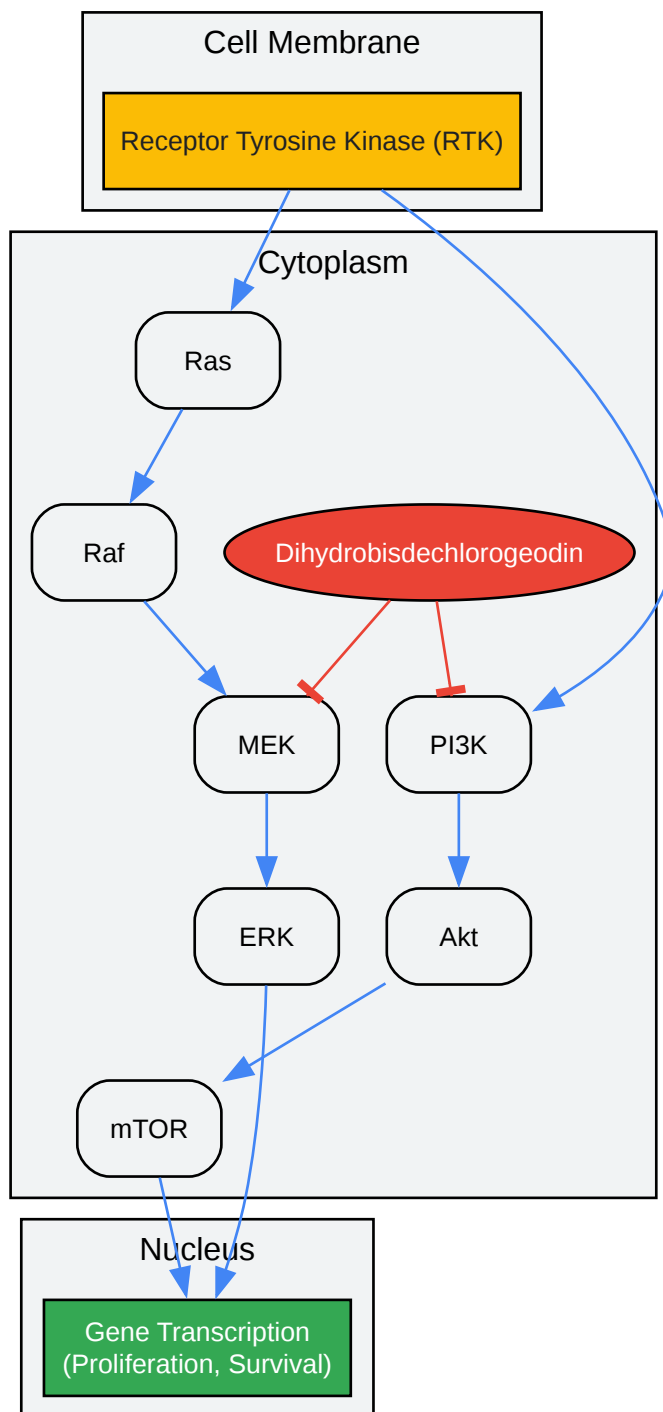 Cell Membrane
Receptor Tyrosine Kinase (RTK)
Cytoplasm
Ras
Raf
Dihydrobisdechlorogeodin
MEK
PI3K
ERK
Akt
mTOR
Nucleus
Gene Transcription
(Proliferation, Survival)